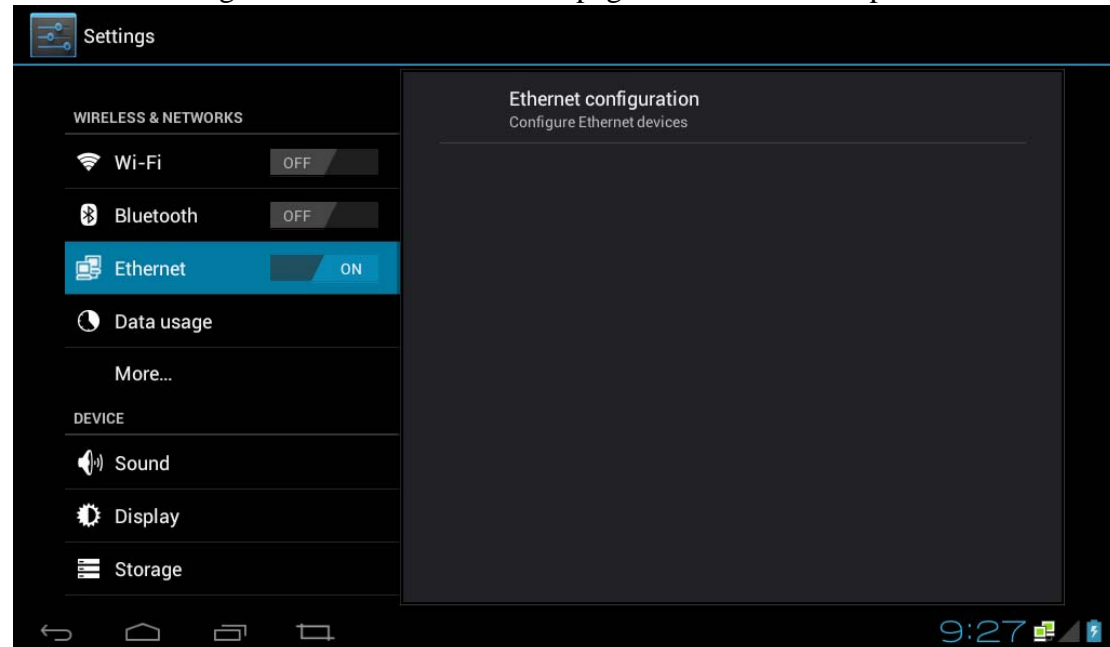 Settings
WIRELESS & NETWORKS
Wi-Fi OFF
Bluetooth OFF
Ethernet ON
Data usage
More...
DEVICE
Sound
Display
Storage
Ethernet configuration
Configure Ethernet devices
9:27